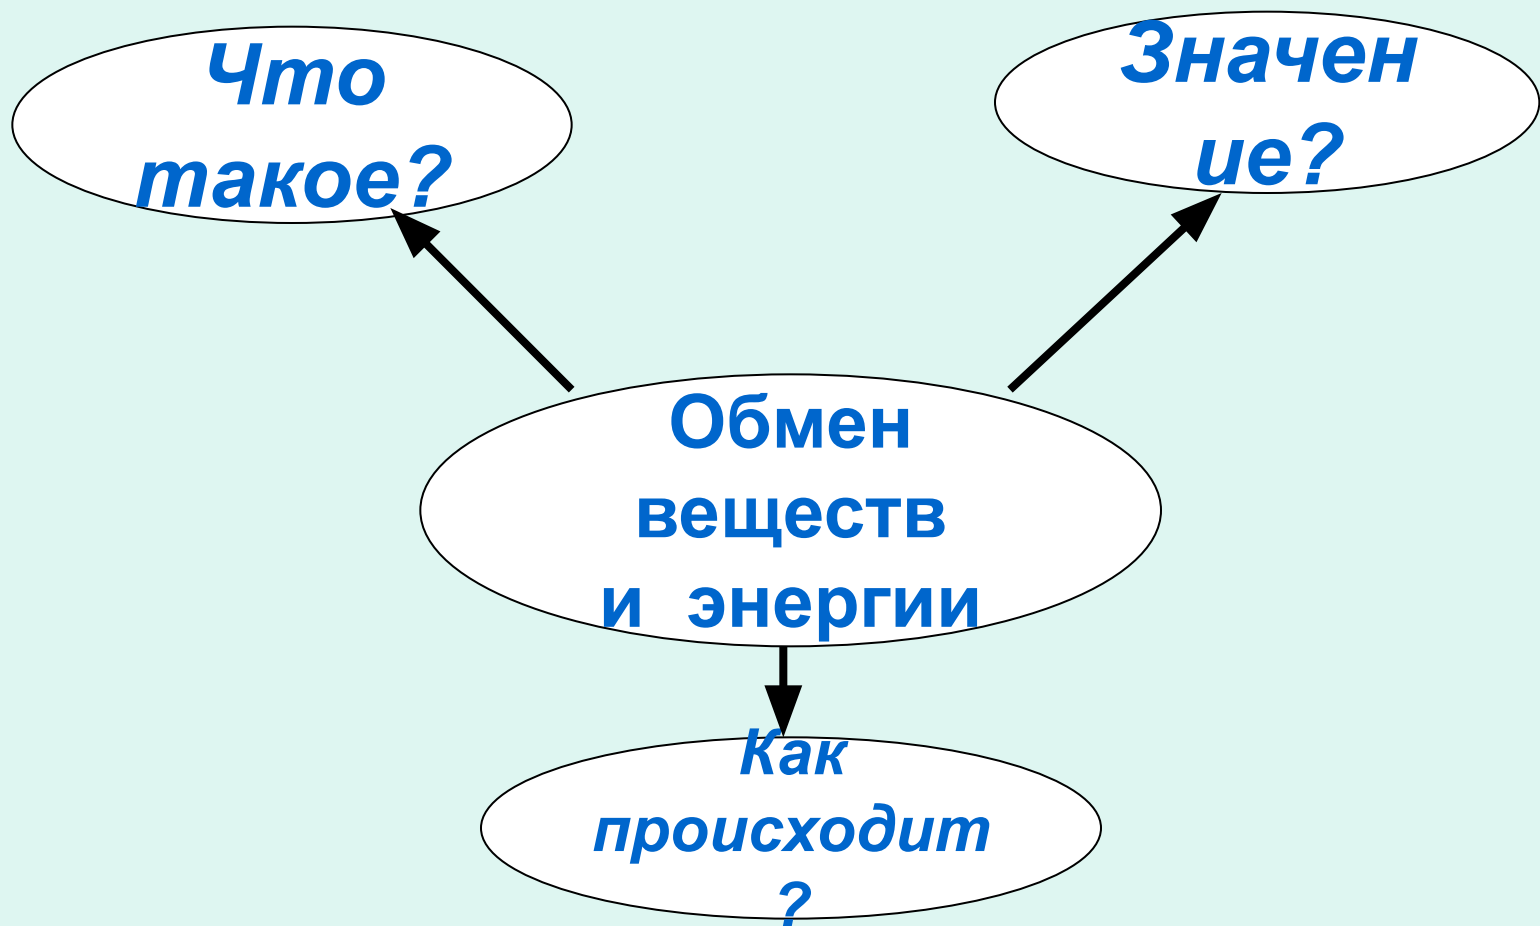 Что
такое?
Значен
ие?
Обмен
веществ
и энергии
Как
происходит
?